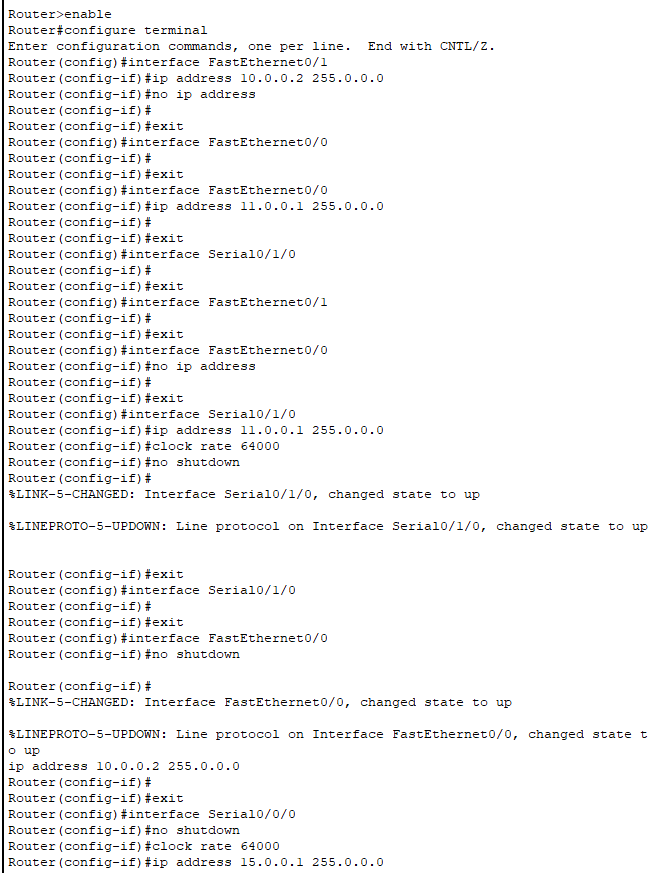 Router>enable
Router#configure terminal
Enter configuration commands, one per line.  End with CNTL/Z.
Router(config)#interface FastEthernet0/1
Router(config-if)#ip address 10.0.0.2 255.0.0.0
Router(config-if)#no ip address
Router(config-if)#
Router(config-if)#exit
Router(config)#interface FastEthernet0/0
Router(config-if)#
Router(config-if)#exit
Router(config)#interface FastEthernet0/0
Router(config-if)#ip address 11.0.0.1 255.0.0.0
Router(config-if)#
Router(config-if)#exit
Router(config)#interface Serial0/1/0
Router(config-if)#
Router(config-if)#exit
Router(config)#interface FastEthernet0/1
Router(config-if)#
Router(config-if)#exit
Router(config)#interface FastEthernet0/0
Router(config-if)#no ip address
Router(config-if)#
Router(config-if)#exit
Router(config)#interface Serial0/1/0
Router(config-if)#ip address 11.0.0.1 255.0.0.0
Router(config-if)#clock rate 64000
Router(config-if)#no shutdown
Router(config-if)#
%LINK-5-CHANGED: Interface Serial0/1/0, changed state to up
%LINEPROTO-5-UPDOWN: Line protocol on Interface Serial0/1/0, changed state to up
Router(config-if)#exit
Router(config)#interface Serial0/1/0
Router(config-if)#
Router(config-if)#exit
Router(config)#interface FastEthernet0/0
Router(config-if)#no shutdown
Router(config-if)#
%LINK-5-CHANGED: Interface FastEthernet0/0, changed state to up
%LINEPROTO-5-UPDOWN: Line protocol on Interface FastEthernet0/0, changed state t
o up
ip address 10.0.0.2 255.0.0.0
Router(config-if)#
Router(config-if)#exit
Router(config)#interface Serial0/0/0
Router(config-if)#no shutdown
Router(config-if)#clock rate 64000
Router(config-if)#ip address 15.0.0.1 255.0.0.0